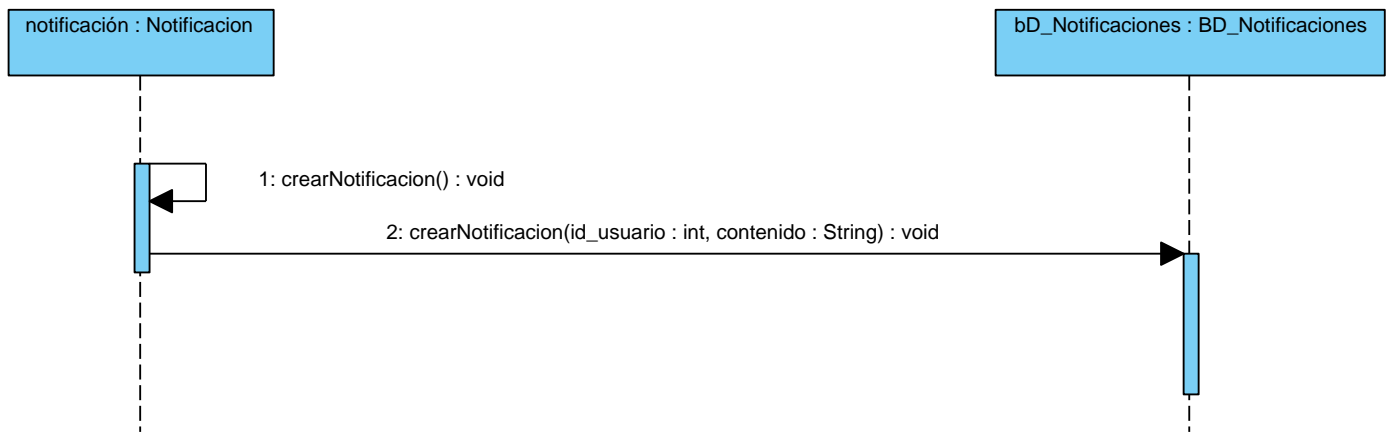 notificación : Notificacion
bD_Notificaciones : BD_Notificaciones
1: crearNotificacion() : void
2: crearNotificacion(id_usuario : int, contenido : String) : void